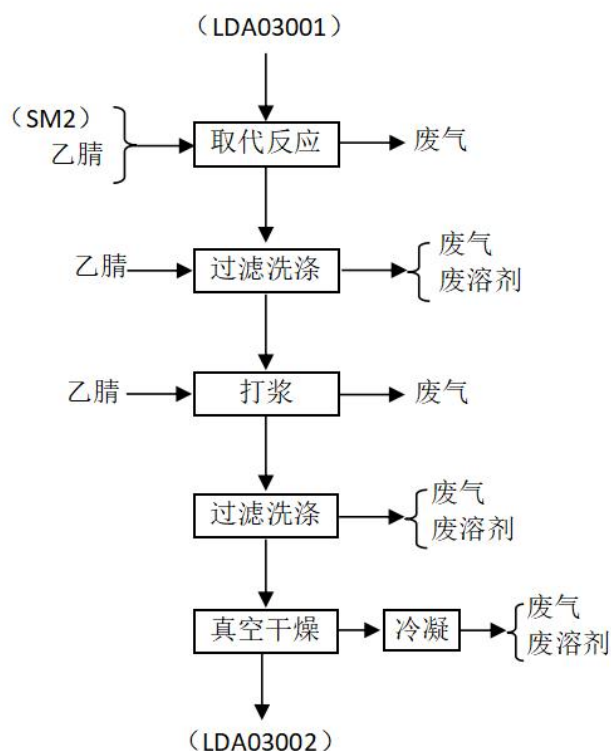 （LDA03001）
（SM2）
乙腈
取代反应
废气
乙腈
过滤洗涤
废气
废溶剂
乙腈
打浆
废气
过滤洗涤
废气
废溶剂
真空干燥
冷凝
废气
废溶剂
（LDA03002）